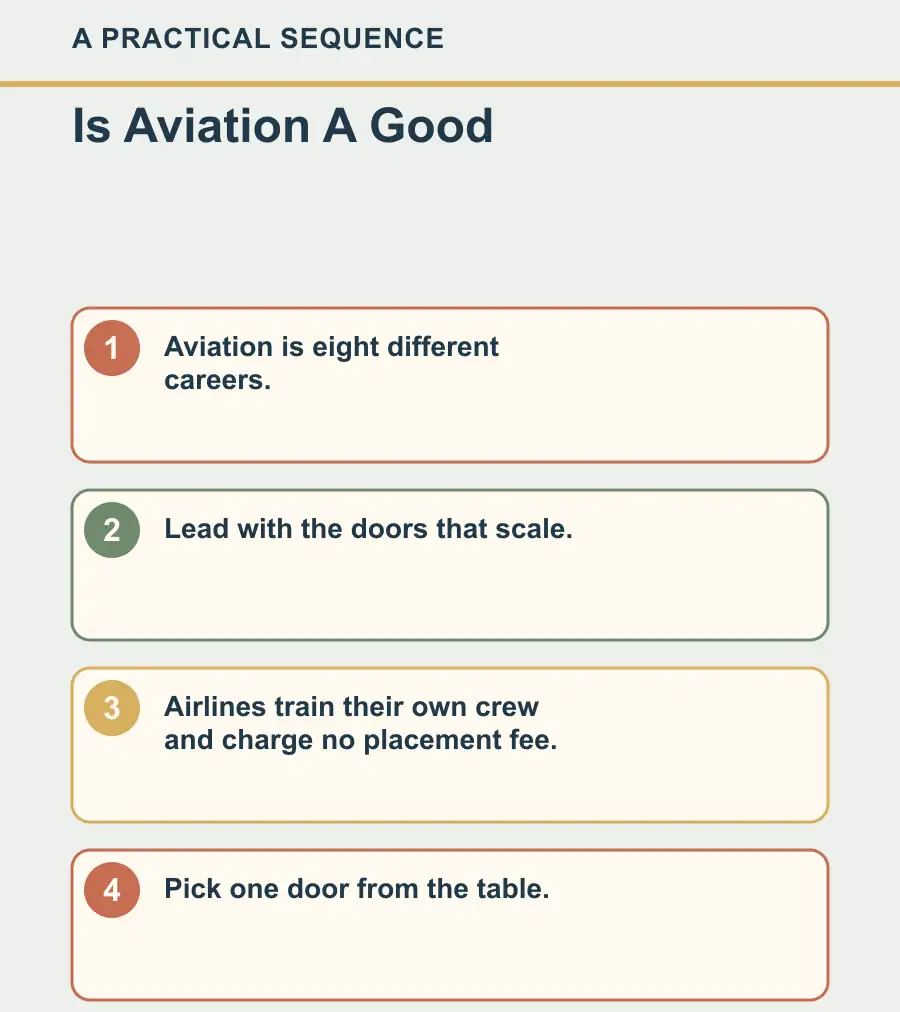 A PRACTICAL SEQUENCE
Is Aviation A Good
1
Aviation is eight different
careers.
2
Lead with the doors that scale.
3
Airlines train their own crew
and charge no placement fee.
4
Pick one door from the table.